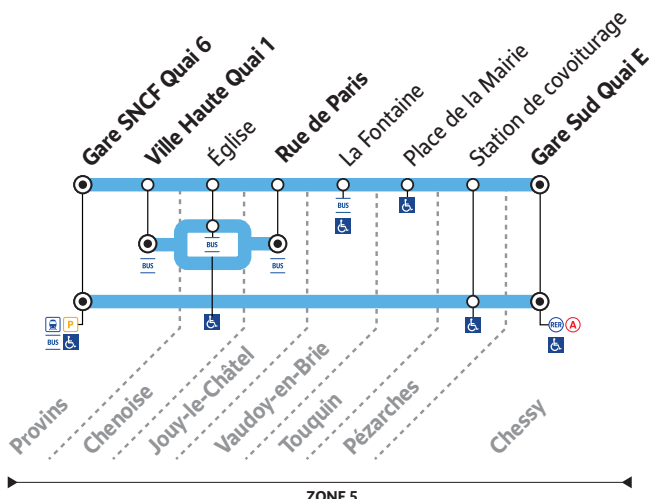 Gare SNCF Quai 6
Ville Haute Quai 1
Église
Rue de Paris
La Fontaine
Place de la Mairie
Station de covoiturage
Gare Sud Quai E
BUS
BUS
BUS
BUS
P
BUS
RER A
Provins
Chenoise
Jouy-le-Châtel
Vaudoy-en-Brie
Touquin
Pézarches
Chessy
ZONE 5